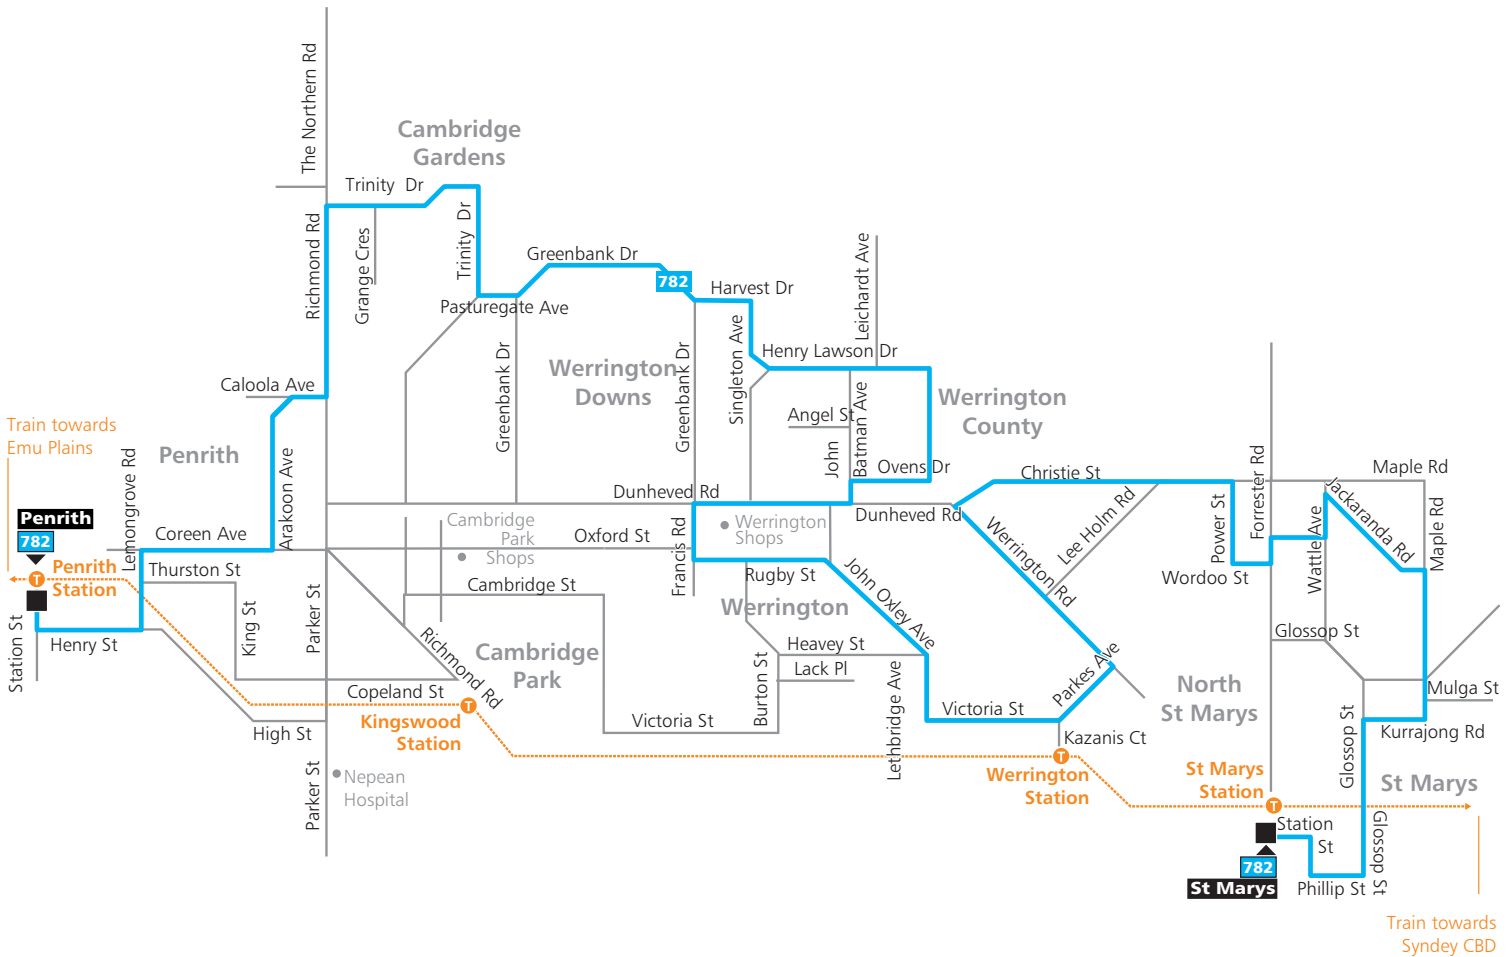 The Northern Rd
Cambridge
Gardens
Trinity Dr
Richmond Rd
Grange Cres
Trinity Dr
Greenbank Dr
782
Harvest Dr
Pasturegate Ave
Leichardt Ave
Singleton Ave
Henry Lawson Dr
Greenbank Dr
Werrington
Downs
Greenbank Dr
Caloola Ave
Werrington
County
Angel St
John
Batman Ave
Train towards
Emu Plains
Penrith
Lemongrove Rd
Arakoon Ave
Ovens Dr
Christie St
Forrester Rd
Maple Rd
Dunheved Rd
Dunheved Rd
Lee Holm Rd
Power St
Jackaranda Rd
Maple Rd
Wattle Ave
Penrith
782
Coreen Ave
Cambridge
Park
Shops
Oxford St
Francis Rd
Werrington
Shops
Werrington Rd
Penrith
Station
Thurston St
Cambridge St
Rugby St
John Oxley Ave
Wordoo St
Station St
Henry St
King St
Parker St
Richmond Rd
Werrington
Glossop St
Cambridge
Park
Heavey St
Lack Pl
Burton St
Lethbridge Ave
Parkes Ave
North
St Marys
Mulga St
Copeland St
Kingswood
Station
Victoria St
Victoria St
Glossop St
Kurrajong Rd
High St
Kazanis Ct
Parker St
Nepean
Hospital
Werrington
Station
St Marys
Station
St Marys
Station
St
Glossop St
782
St Marys
Phillip St
Train towards
Syndey CBD
T
T
T
T